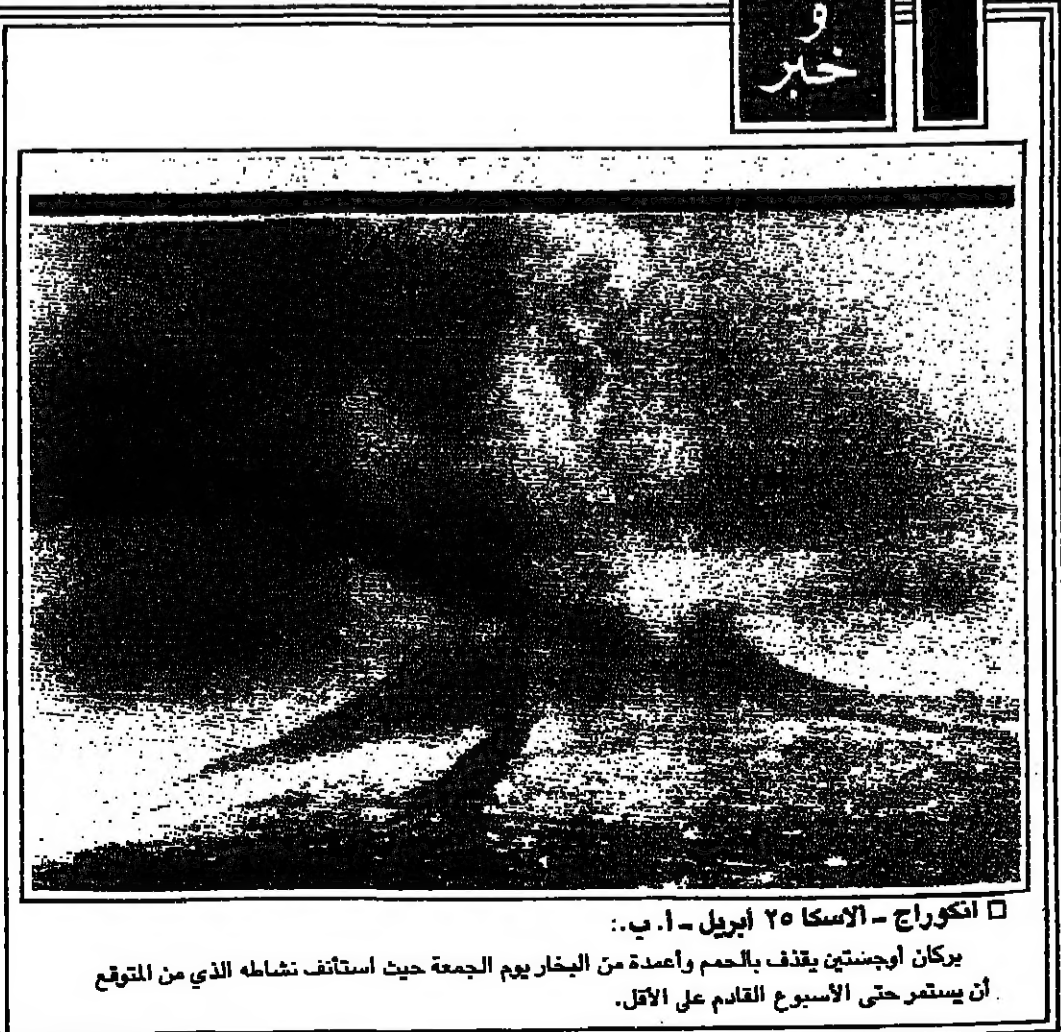 و
خبر
□ انكوراج ـ ألاسكا ٢٥ أبريل ـ أ. ب.:
بركان أوجستين يقذف بالحمم وأعمدة من البخار يوم الجمعة حيث استأنف نشاطه الذي من المتوقع
أن يستمر حتى الأسبوع القادم على الأقل.